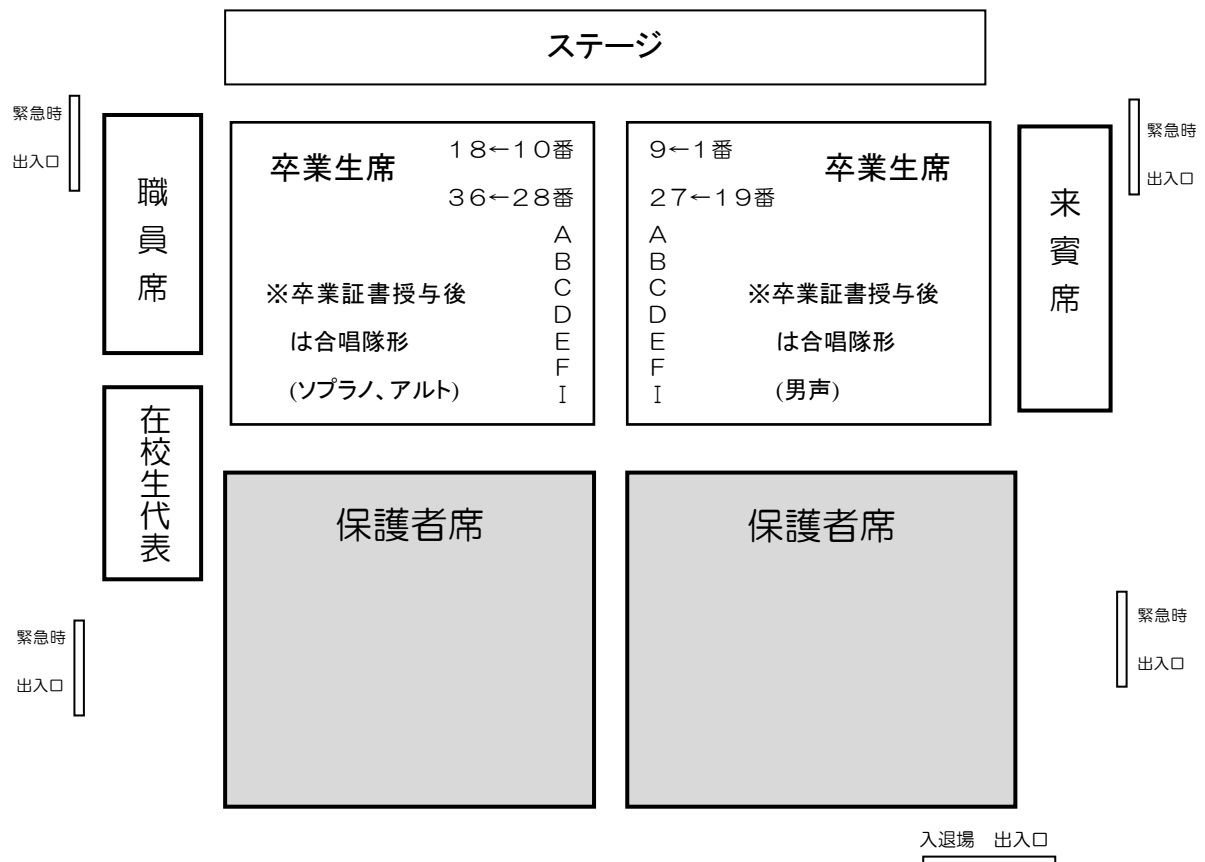 ステージ
緊急時
出入口
職員席
卒業生席
18←10番
36←28番
A
B
C
D
E
F
I
※卒業証書授与後
は合唱隊形
(ソプラノ、アルト)
9←1番
卒業生席
27←19番
A
B
C
D
E
F
I
※卒業証書授与後
は合唱隊形
(男声)
来賓席
緊急時
出入口
在校生代表
保護者席
保護者席
緊急時
出入口
緊急時
出入口
入退場 出入口